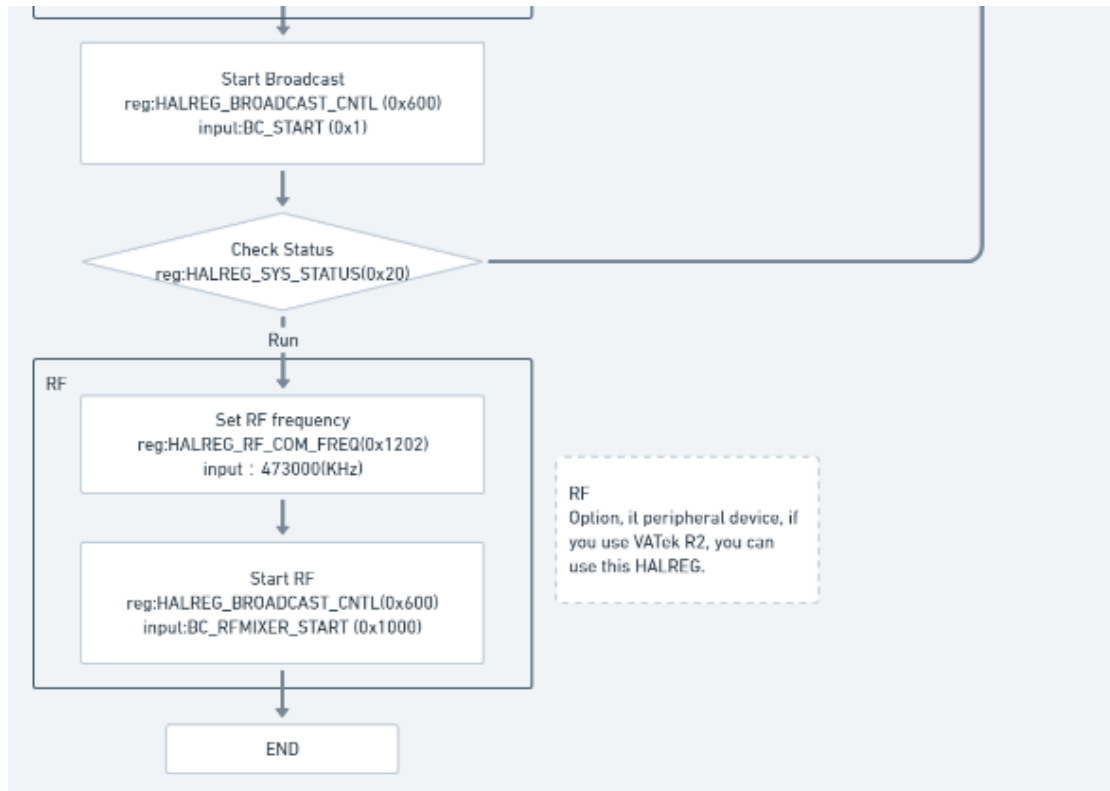 Start Broadcast
reg:HALREG_BROADCAST_CNTL (0x600)
input:BC_START (0x1)
Check Status
reg:HALREG_SYS_STATUS(0x20)
Run
RF
Set RF frequency
reg:HALREG_RF_COM_FREQ(0x1202)
input : 473000(KHz)
RF
Option, it peripheral device, if
you use VATek R2, you can
use this HALREG.
Start RF
reg:HALREG_BROADCAST_CNTL(0x600)
input:BC_RFMIXER_START (0x1000)
END